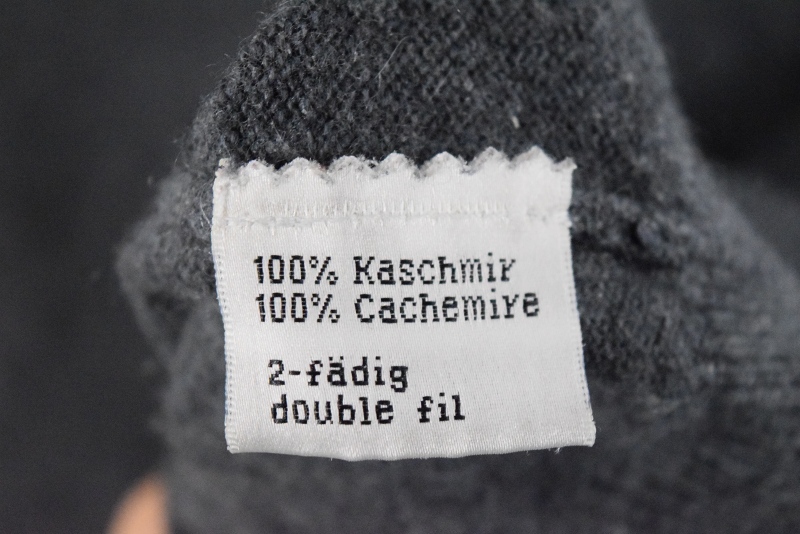 100% Kaschmir
100% Cachemire
2-fädig
double fil